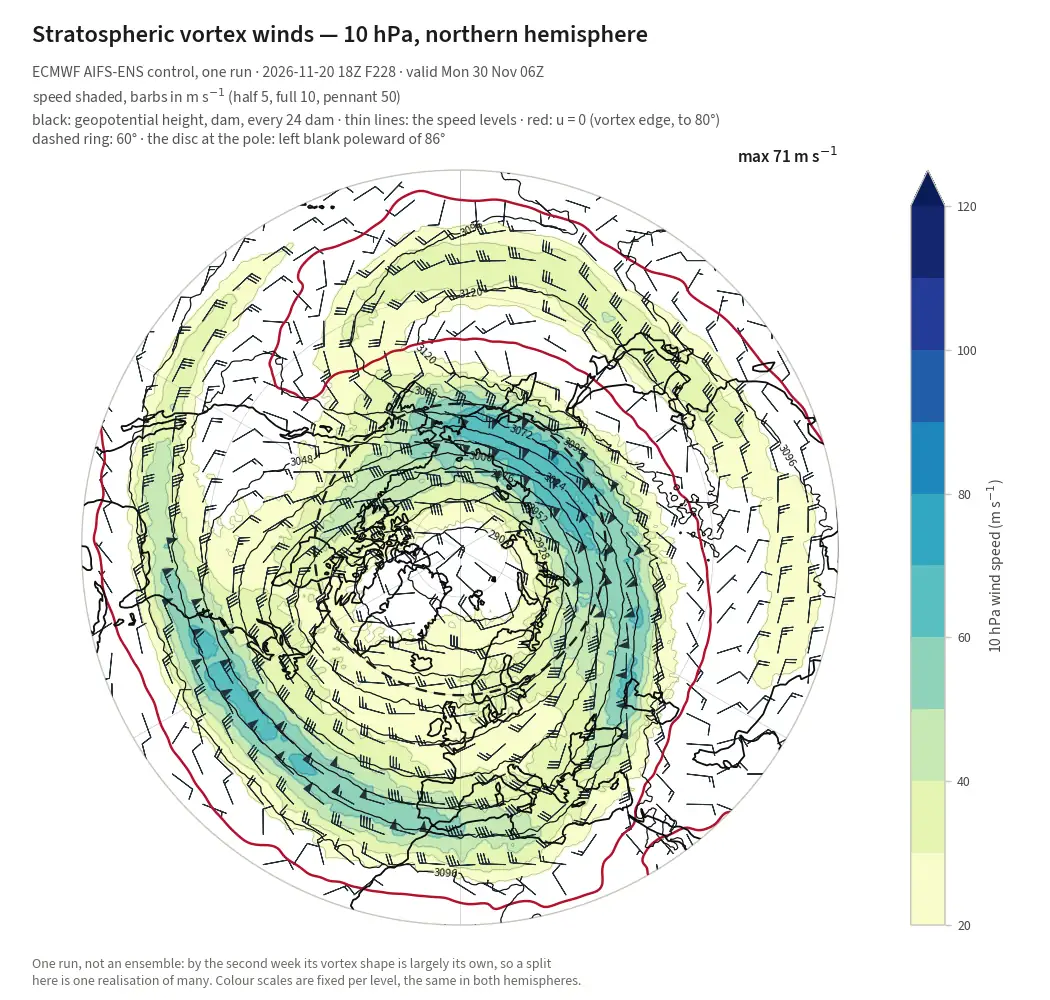 Stratospheric vortex winds — 10 hPa, northern hemisphere
ECMWF AIFS-ENS control, one run · 2026-11-20 18Z F228 · valid Mon 30 Nov 06Z
speed shaded, barbs in m s⁻¹ (half 5, full 10, pennant 50)
black: geopotential height, dam, every 24 dam · thin lines: the speed levels · red: u = 0 (vortex edge, to 80°)
dashed ring: 60° · the disc at the pole: left blank poleward of 86°
max 71 m s⁻¹
120
100
80
60
40
20
10 hPa wind speed (m s⁻¹)
3120
3120
3096
3072
3048
2952
2928
3096
3096
One run, not an ensemble: by the second week its vortex shape is largely its own, so a split
here is one realisation of many. Colour scales are fixed per level, the same in both hemispheres.